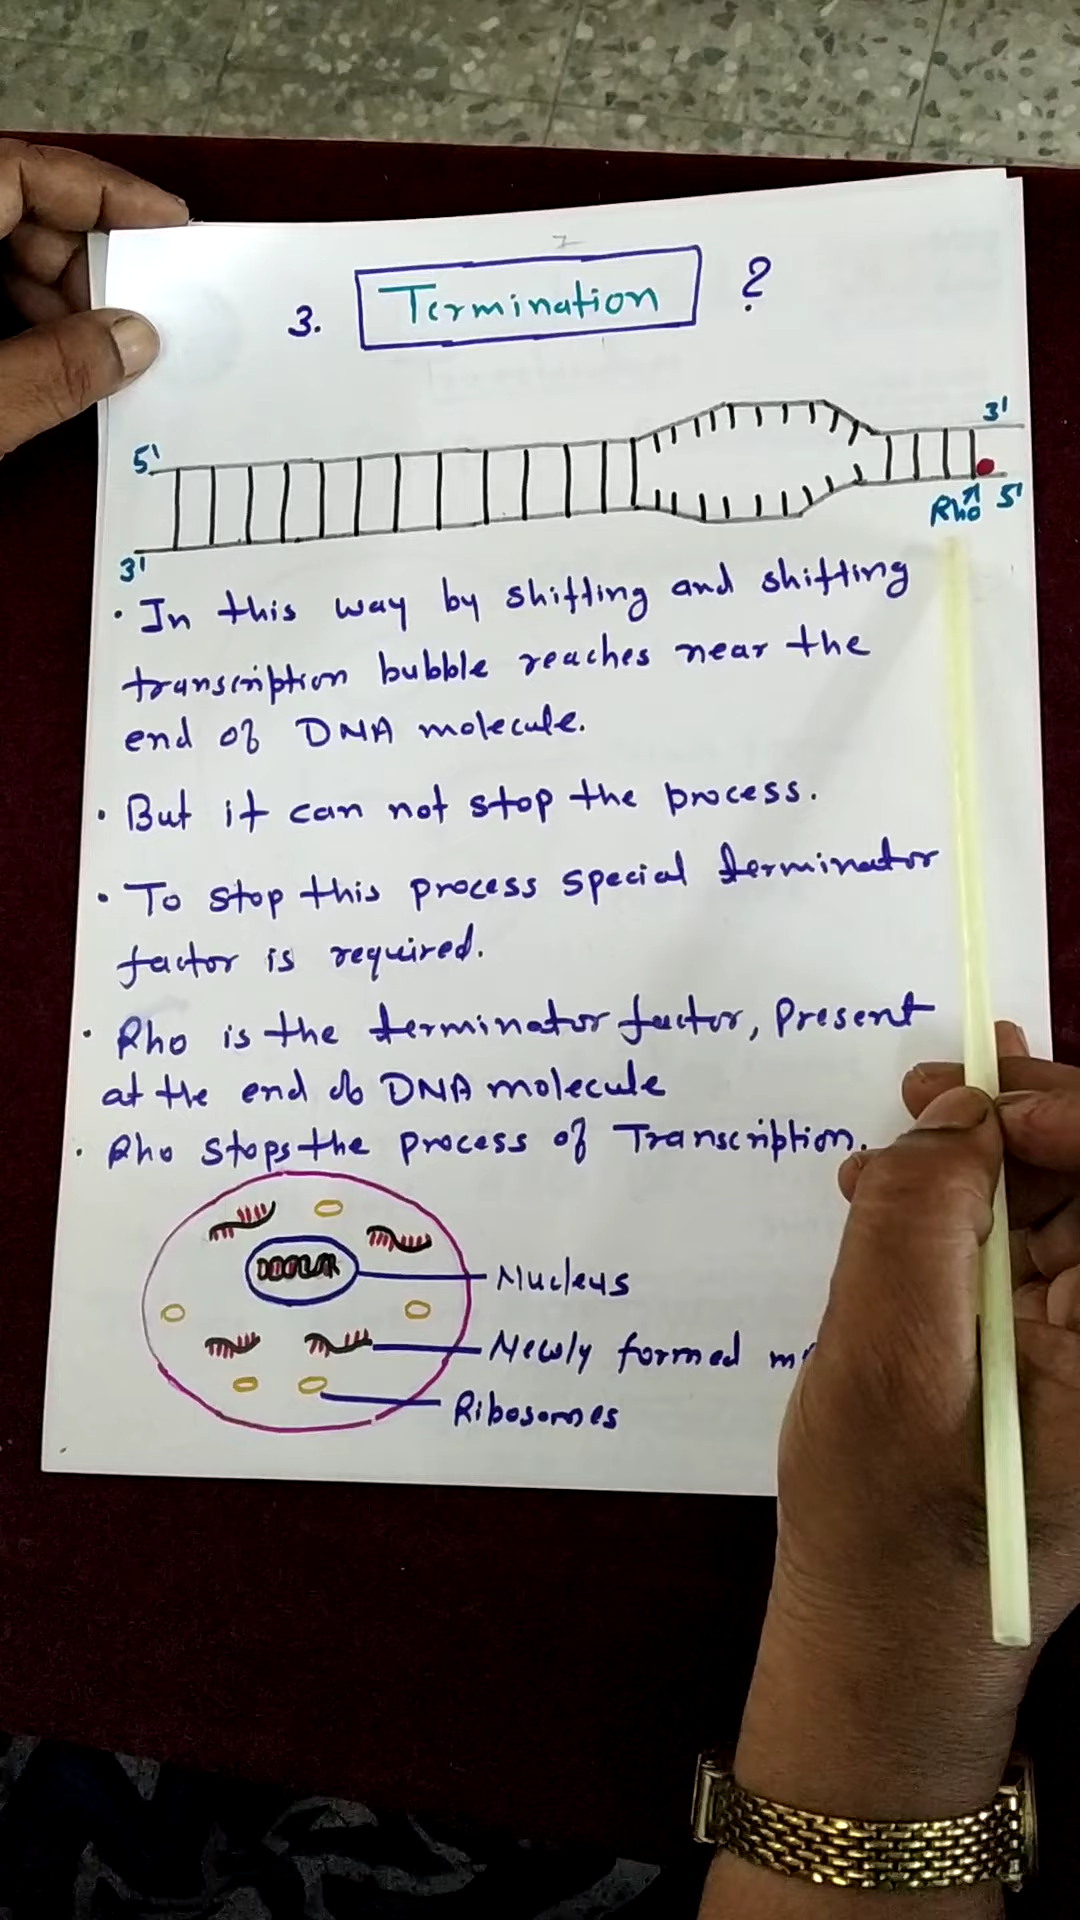 3. Termination ?
5' 3'
3' Rho 5'
• In this way by shifting and shifting
transcription bubble reaches near the
end of DNA molecule.
• But it can not stop the process.
• To stop this process special terminator
factor is required.
• Rho is the terminator factor, Present
at the end of DNA molecule
• Rho stops the process of Transcription.
Nucleus
Newly formed
Ribosomes